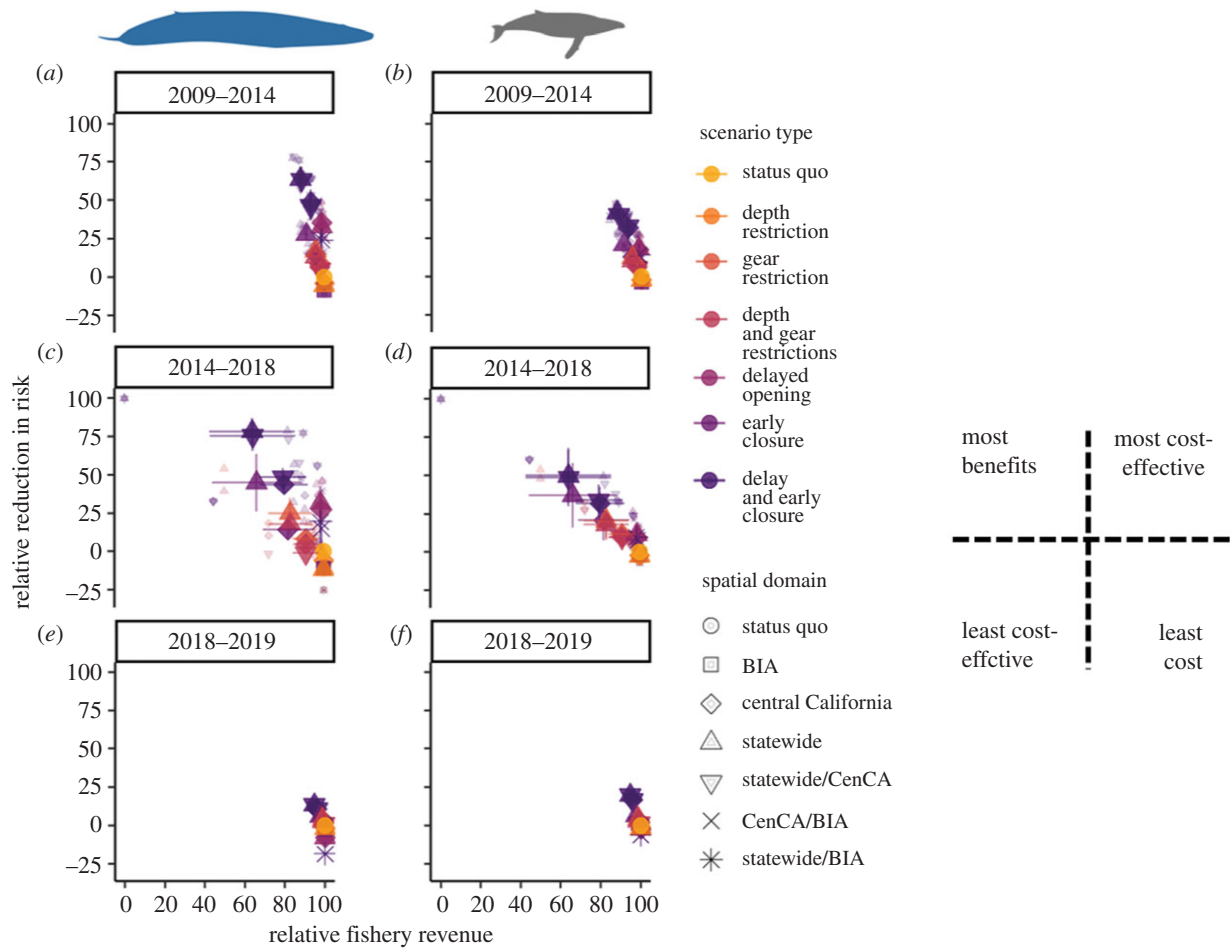 (a)
(b)
2009–2014
2009–2014
100
75
50
25
0
–25
(c)
(d)
2014–2018
2014–2018
100
75
50
25
0
–25
(e)
(f)
2018–2019
2018–2019
100
75
50
25
0
–25
0 20 40 60 80 100
0 20 40 60 80 100
relative reduction in risk
relative fishery revenue
scenario type
status quo
depth
restriction
gear
restriction
depth
and gear
restrictions
delayed
opening
early
closure
delay
and early
closure
spatial domain
status quo
BIA
central California
statewide
statewide/CenCA
CenCA/BIA
statewide/BIA
most
benefits
most cost-
effective
least cost-
effctive
least
cost